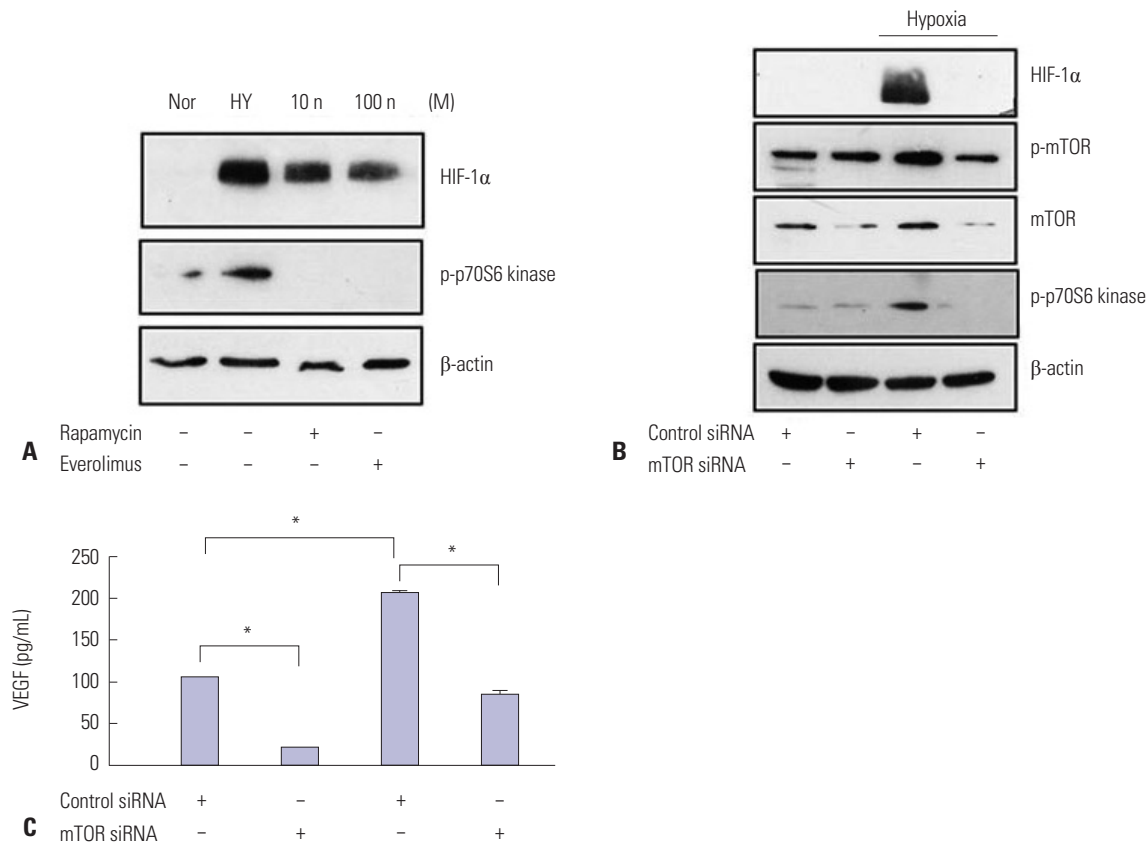 Nor HY 10 n 100 n (M)
HIF-1α
p-p70S6 kinase
β-actin
Rapamycin – – + –
Everolimus – – – +
A
Hypoxia
HIF-1α
p-mTOR
mTOR
p-p70S6 kinase
β-actin
Control siRNA + – + –
mTOR siRNA – + – +
B
VEGF (pg/mL)
250
200
150
100
50
0
*
*
*
Control siRNA + – + –
mTOR siRNA – + – +
C